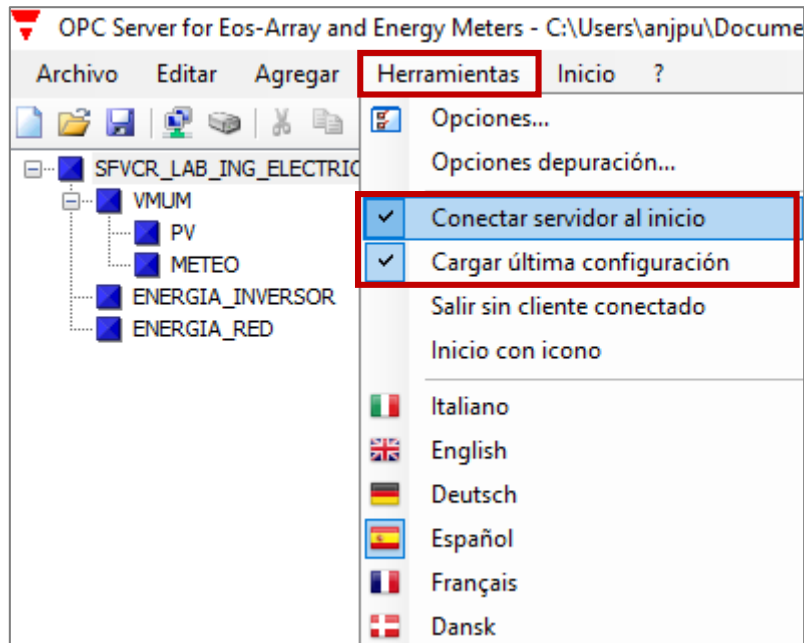 OPC Server for Eos-Array and Energy Meters - C:\Users\anjpu\Docume
Archivo Editar Agregar Herramientas Inicio ?
SFVCR_LAB_ING_ELECTRIC
VMUM
PV
METEO
ENERGIA_INVERSOR
ENERGIA_RED
Opciones...
Opciones depuración...
Conectar servidor al inicio
Cargar última configuración
Salir sin cliente conectado
Inicio con icono
Italiano
English
Deutsch
Español
Français
Dansk